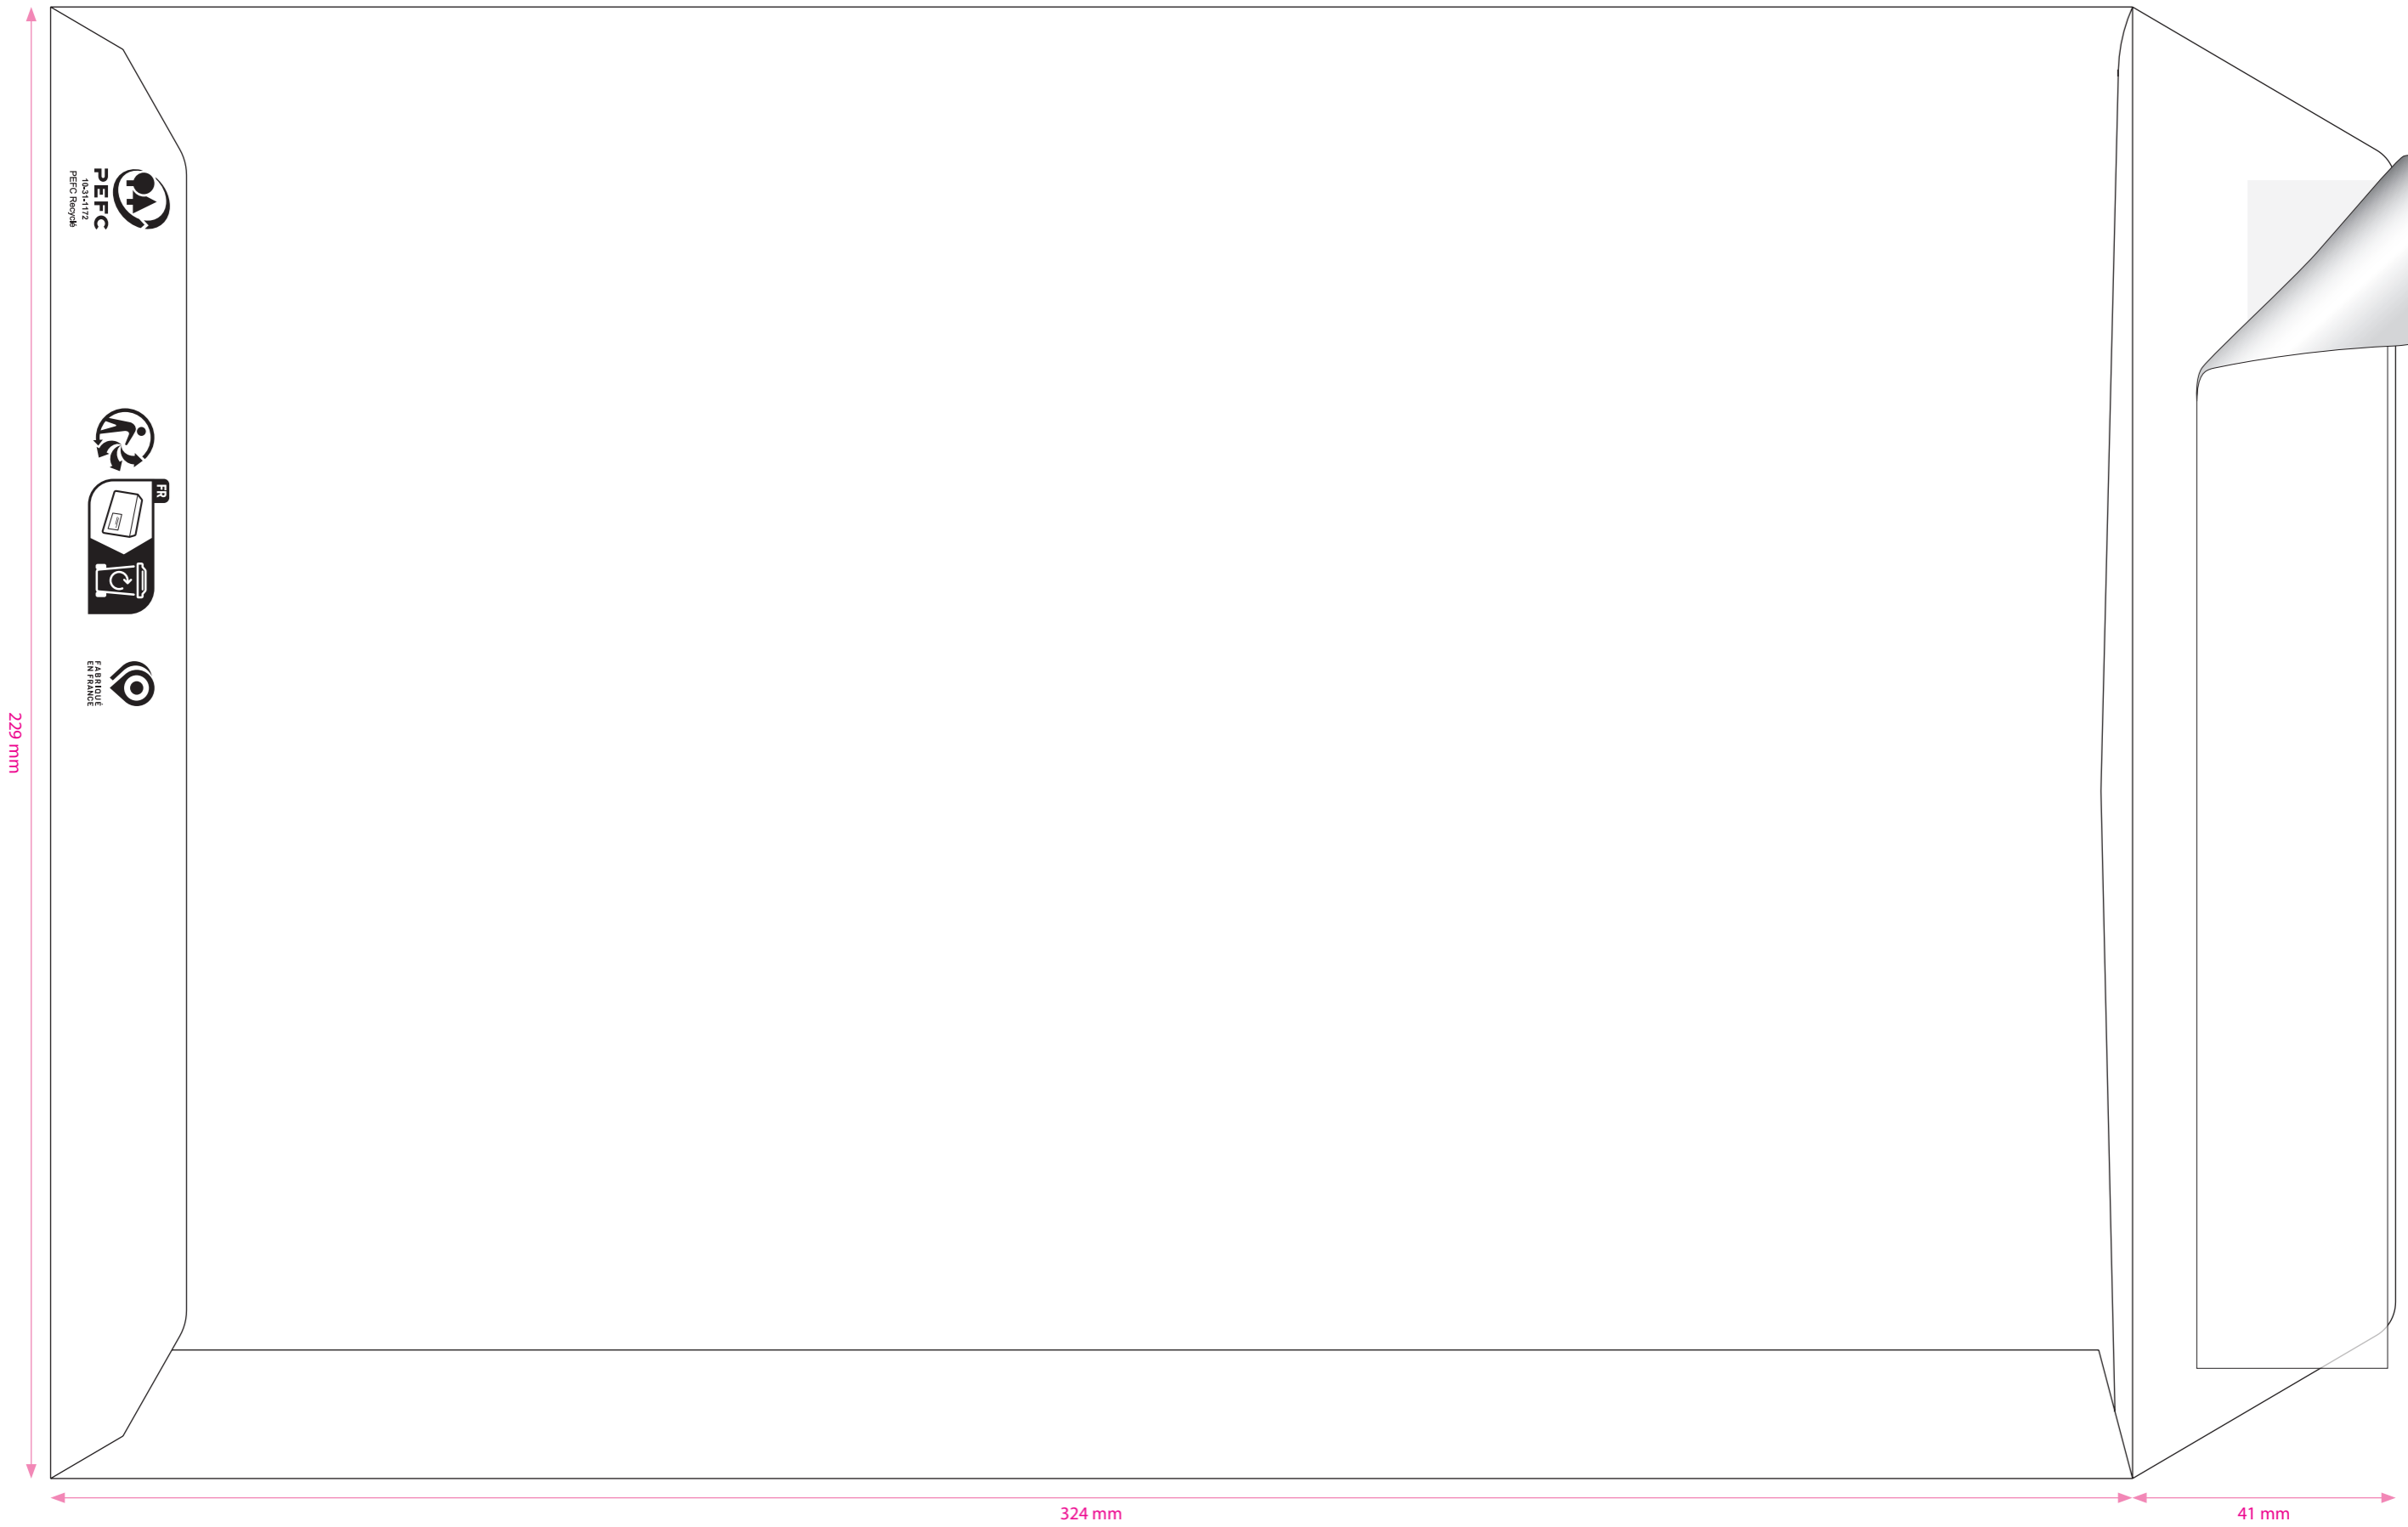 PEFC
10-31-1172
PEFC Recyclé
FR
FABRIQUÉ
EN FRANCE
229 mm
324 mm
41 mm